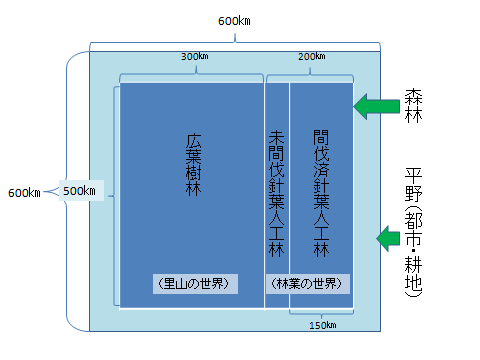 600km
300km
200km
森林
広葉樹林
未間伐針葉人工林
間伐済針葉人工林
平野(都市・耕地)
600km
500km
(里山の世界)
(林業の世界)
150km